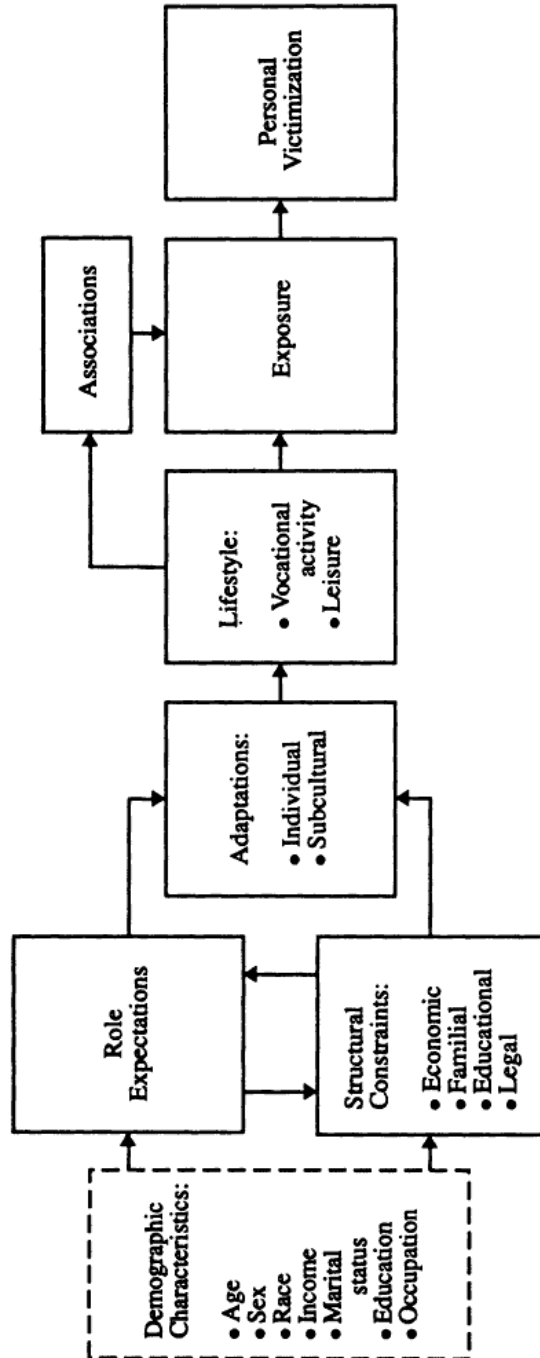 Demographic
Characteristics:
• Age
• Sex
• Race
• Income
• Marital
status
• Education
• Occupation
Role
Expectations
Structural
Constraints:
• Economic
• Familial
• Educational
• Legal
Adaptations:
• Individual
• Subcultural
Lifestyle:
• Vocational
activity
• Leisure
Associations
Exposure
Personal
Victimization